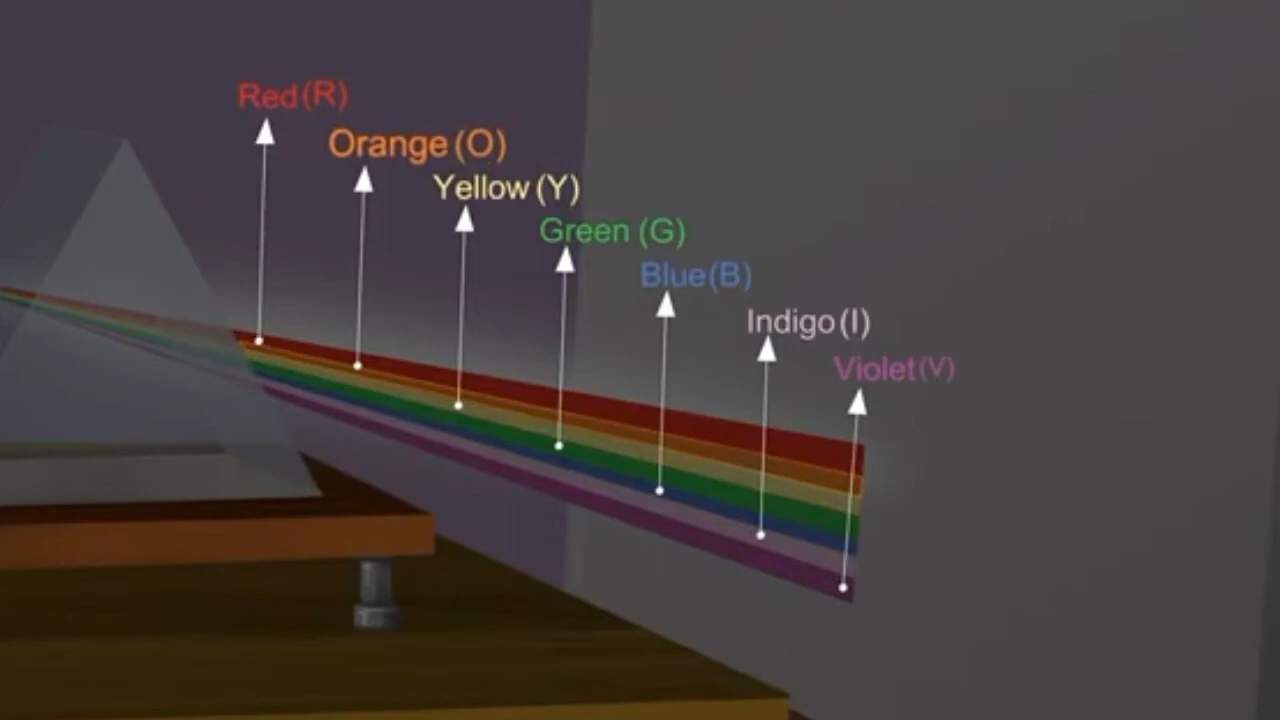 Red (R)
Orange (O)
Yellow (Y)
Green (G)
Blue (B)
Indigo (I)
Violet (V)